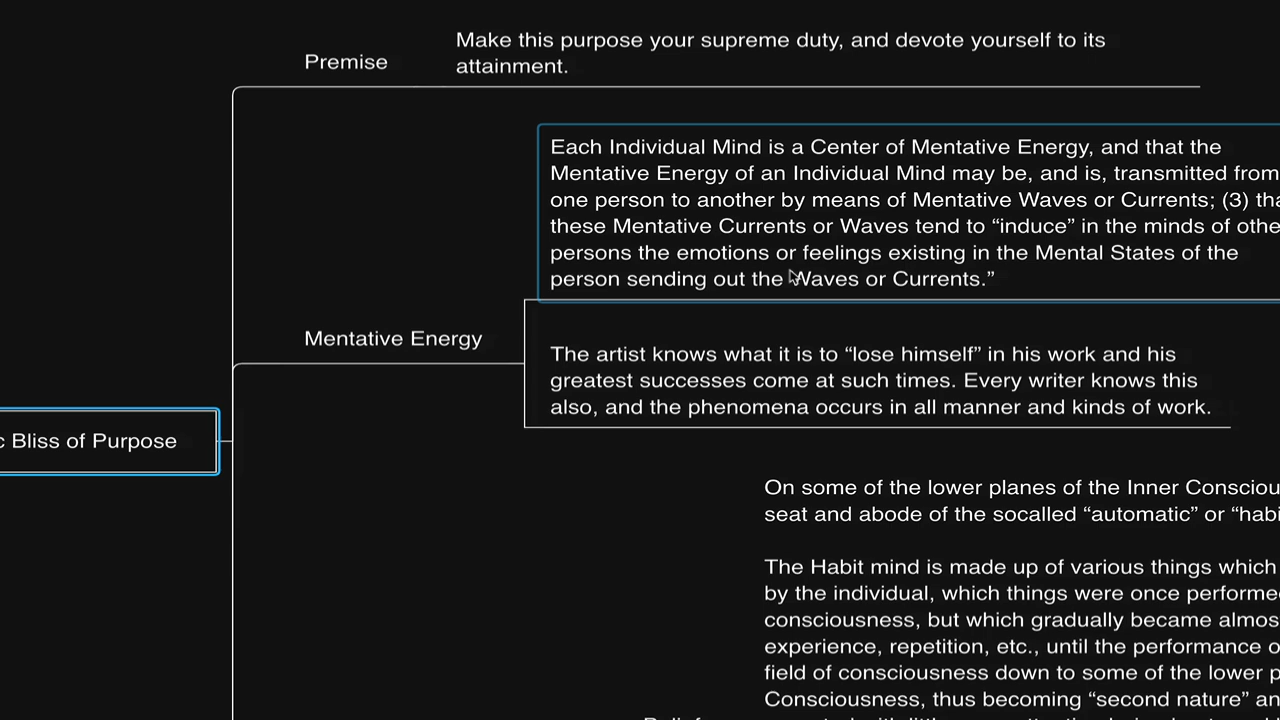 Make this purpose your supreme duty, and devote yourself to its
attainment.
Premise
Each Individual Mind is a Center of Mentative Energy, and that the
Mentative Energy of an Individual Mind may be, and is, transmitted from
one person to another by means of Mentative Waves or Currents; (3)
these Mentative Currents or Waves tend to “induce” in the minds of
persons the emotions or feelings existing in the Mental States of the
person sending out the Waves or Currents.”
Mentative Energy
The artist knows what it is to “lose himself” in his work and his
greatest successes come at such times. Every writer knows this
also, and the phenomena occurs in all manner and kinds of work.
Bliss of Purpose
On some of the lower planes of the Inner
seat and abode of the socalled “automatic” or
The Habit mind is made up of various things which
by the individual, which things were once
consciousness, but which gradually became
experience, repetition, etc., until the performance
field of consciousness down to some of the lower
Consciousness, thus becoming “second nature”